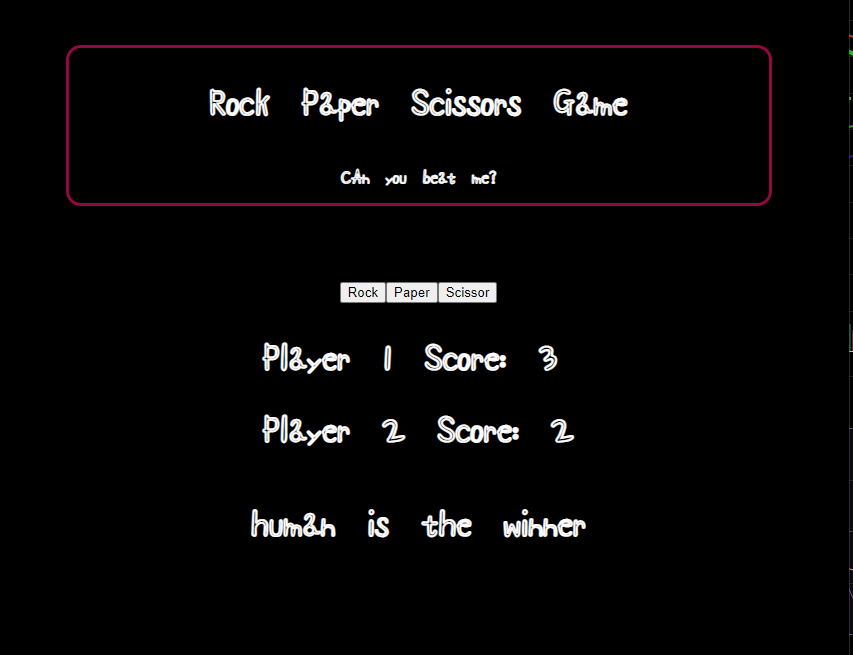 Rock Paper Scissors Game
CAn you beat me?
Rock Paper Scissor
Player 1 Score: 3
Player 2 Score: 2
human is the winner